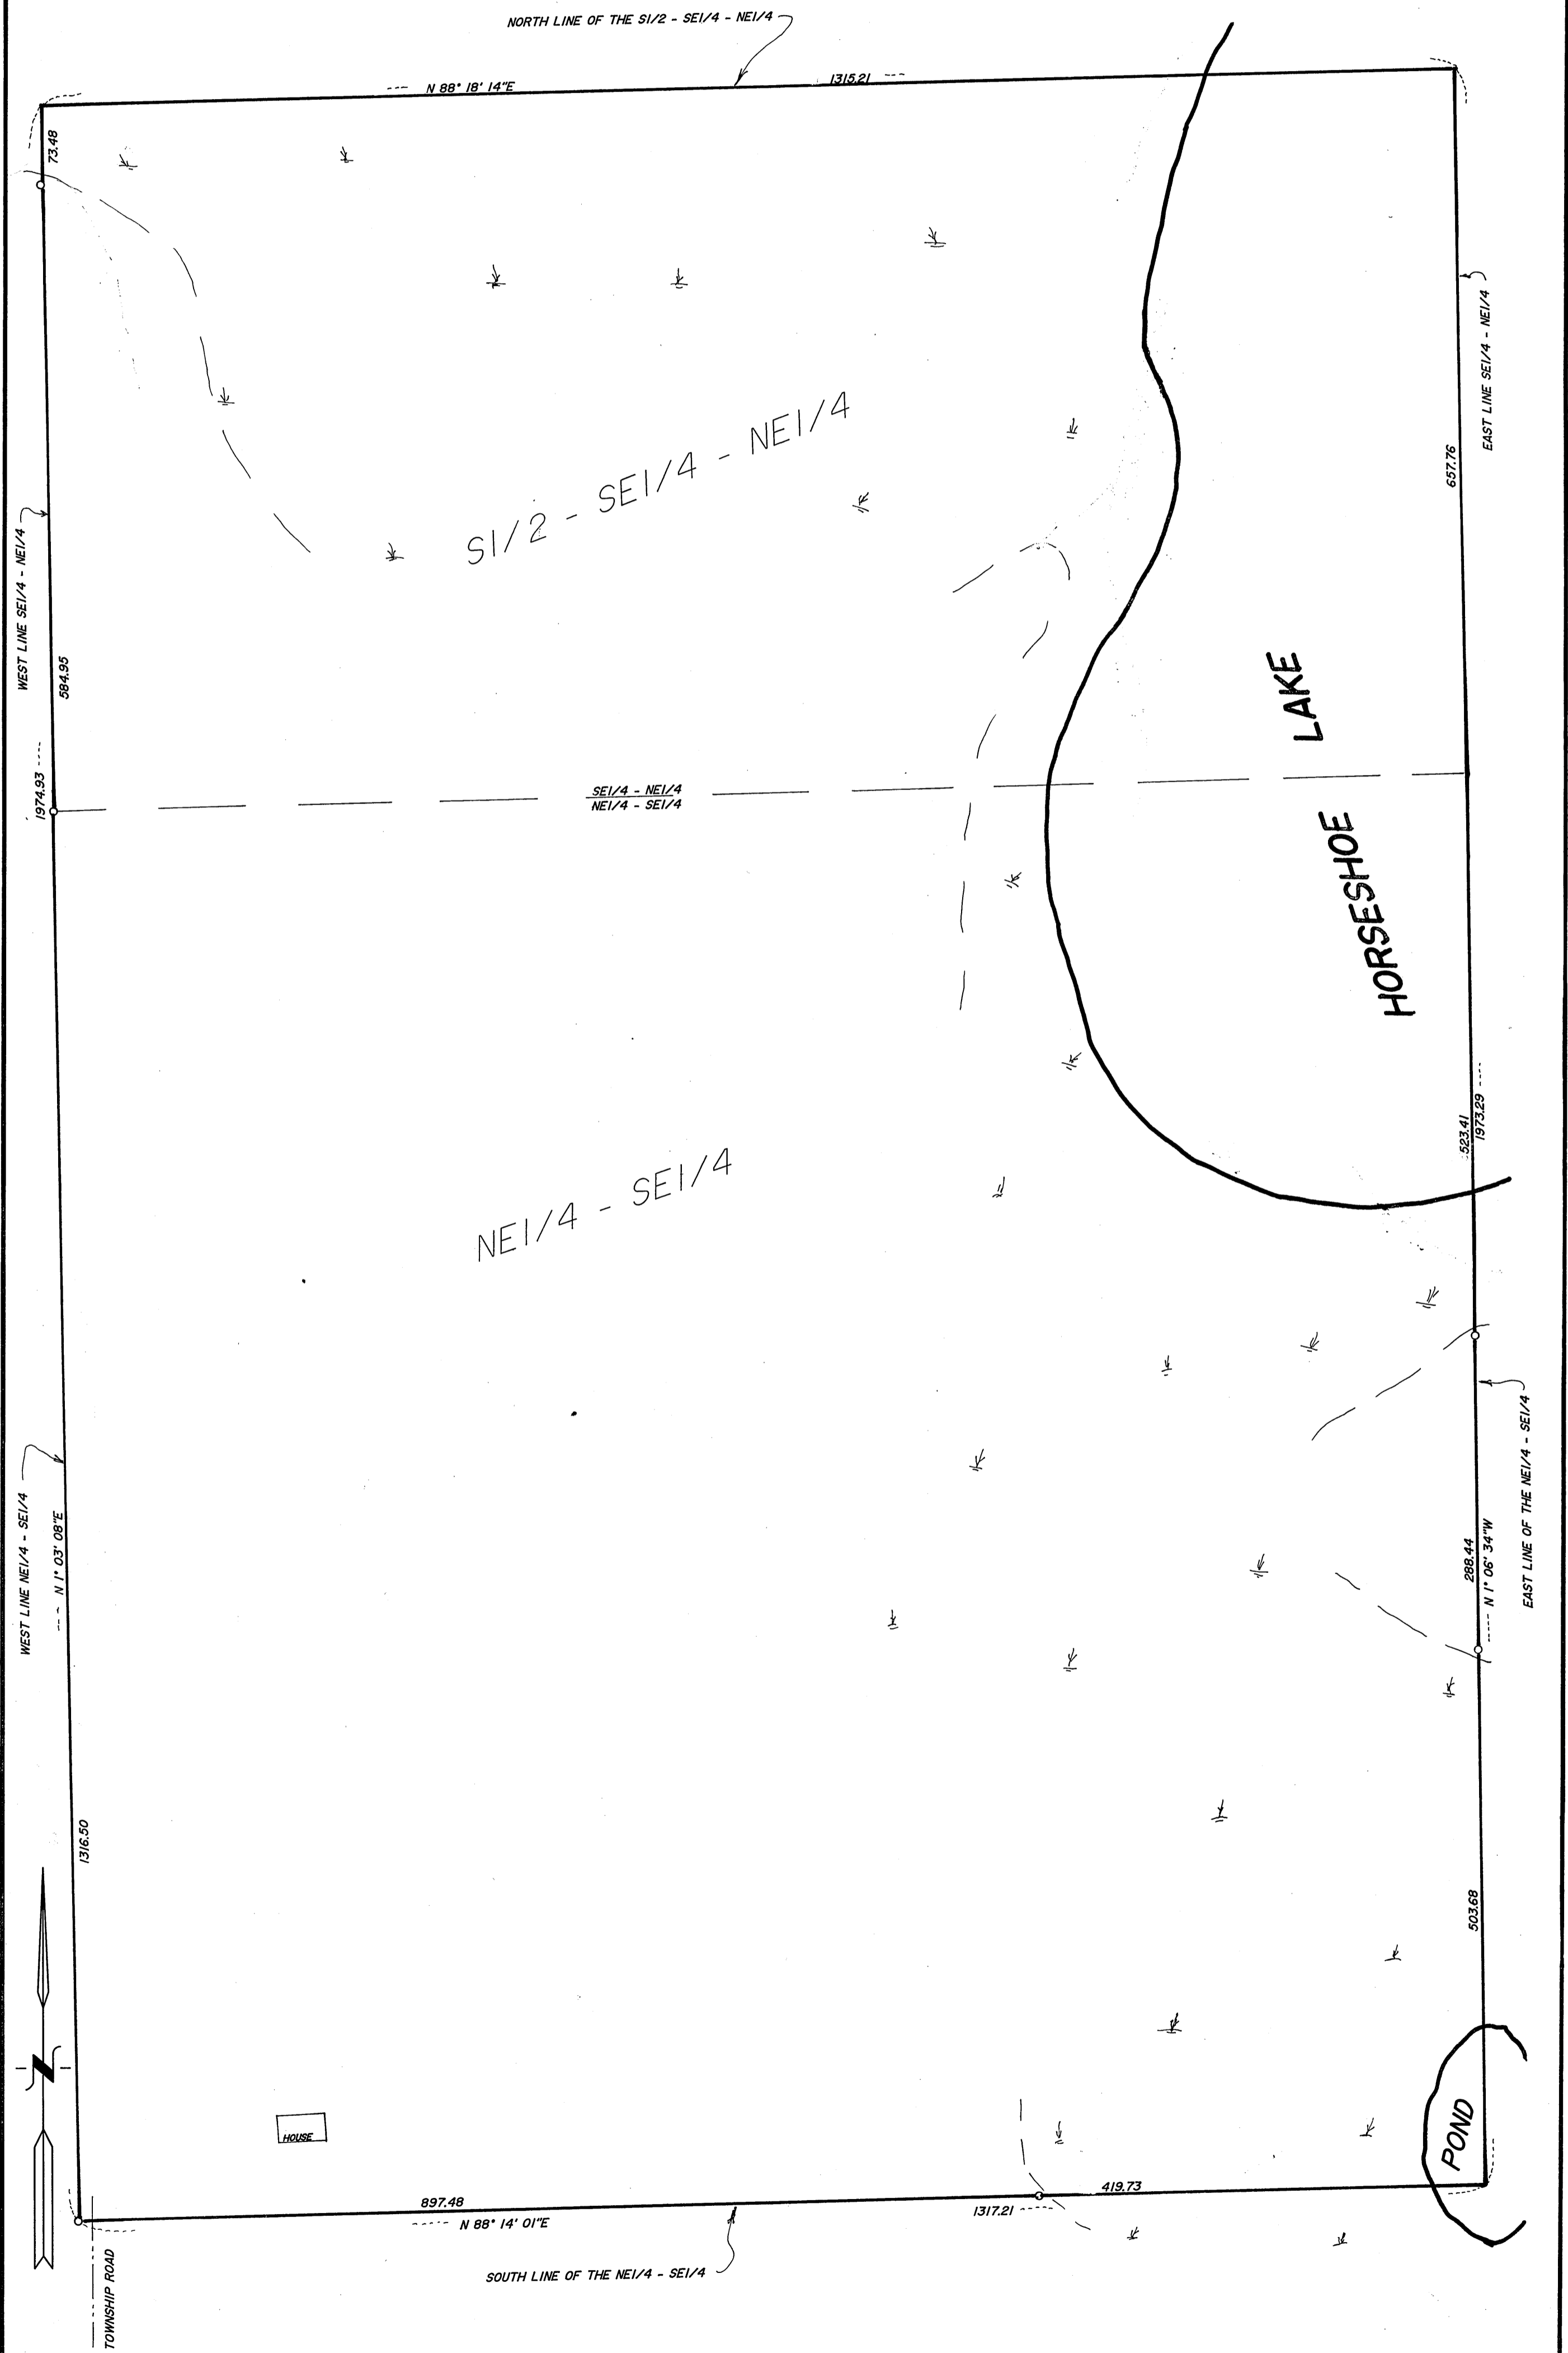 NORTH LINE OF THE S1/2 - SE1/4 - NE1/4
--- N 88° 18' 14"E
1315.21 ---
73.48
EAST LINE SE1/4 - NE1/4
S1/2 - SE1/4 - NE1/4
657.76
WEST LINE SE1/4 - NE1/4
584.95
LAKE
HORSESHOE
1974.93 ----
SE1/4 - NE1/4
NE1/4 - SE1/4
523.41
1973.29 ----
NE1/4 - SE1/4
EAST LINE OF THE NE1/4 - SE1/4
WEST LINE NE1/4 - SE1/4
--- N 1° 03' 08"E
288.44
----- N 1° 06' 34"W
1316.50
503.68
N
HOUSE
POND
897.48
419.73
1317.21 -----
----- N 88° 14' 01"E
SOUTH LINE OF THE NE1/4 - SE1/4
TOWNSHIP ROAD